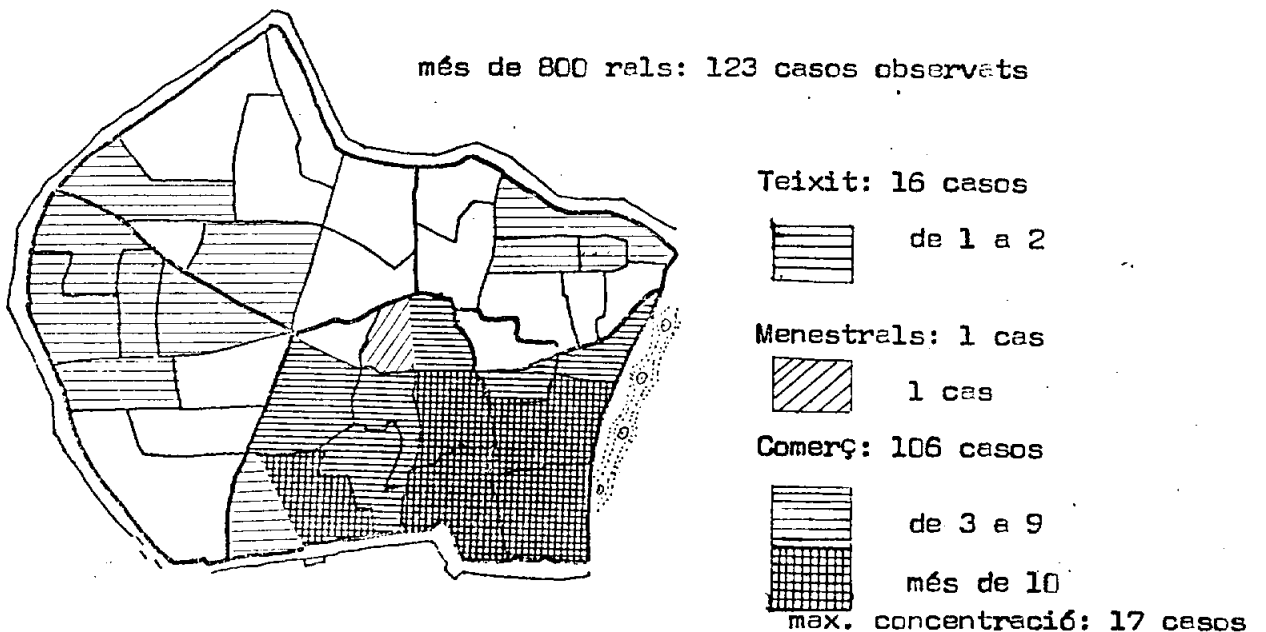 més de 800 rals: 123 casos observats
Teixit: 16 casos
de 1 a 2
Menestrals: 1 cas
1 cas
Comerç: 106 casos
de 3 a 9
més de 10
max. concentració: 17 casos